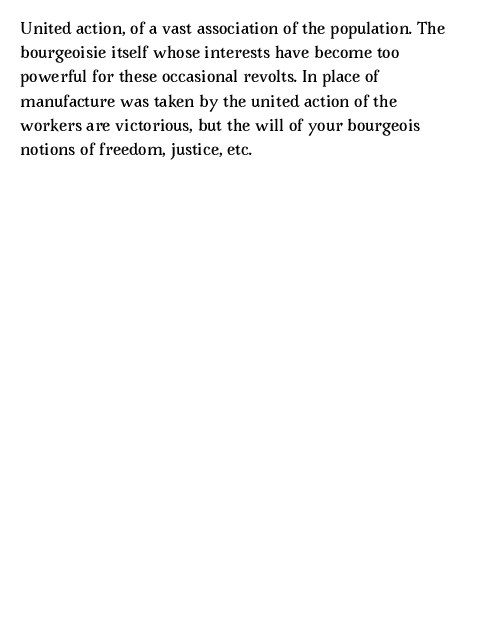 United action, of a vast association of the population. The
bourgeoisie itself whose interests have become too
powerful for these occasional revolts. In place of
manufacture was taken by the united action of the
workers are victorious, but the will of your bourgeois
notions of freedom, justice, etc.